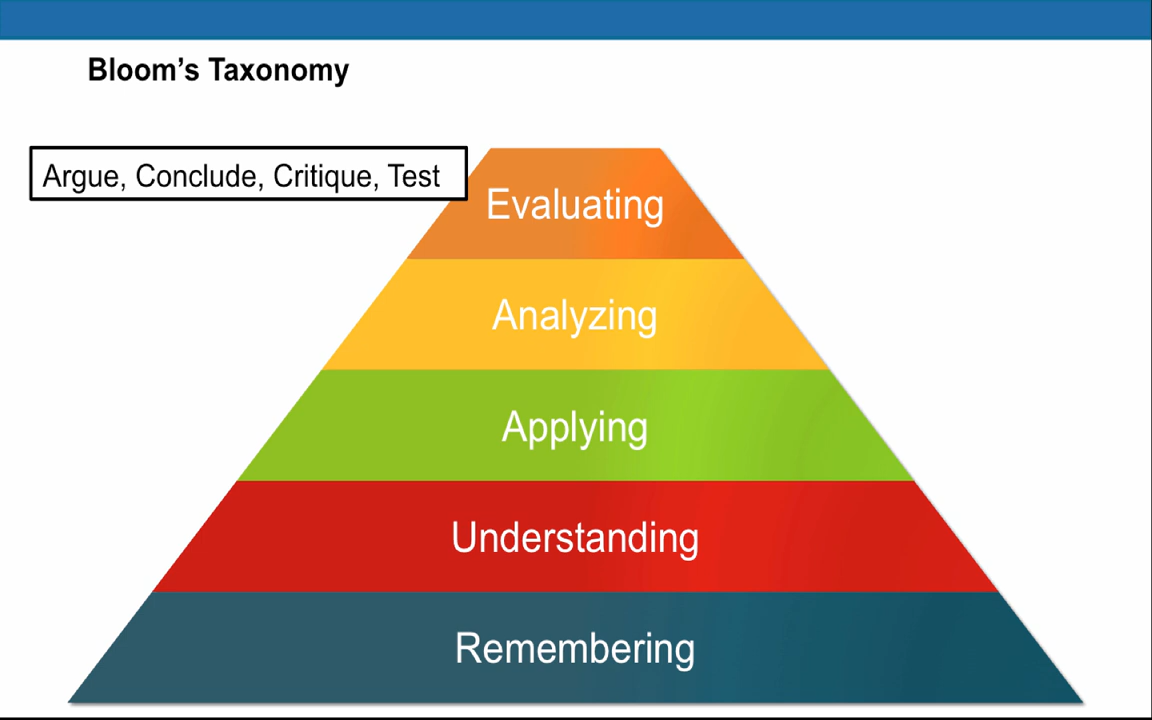 Bloom’s Taxonomy
Argue, Conclude, Critique, Test
Evaluating
Analyzing
Applying
Understanding
Remembering